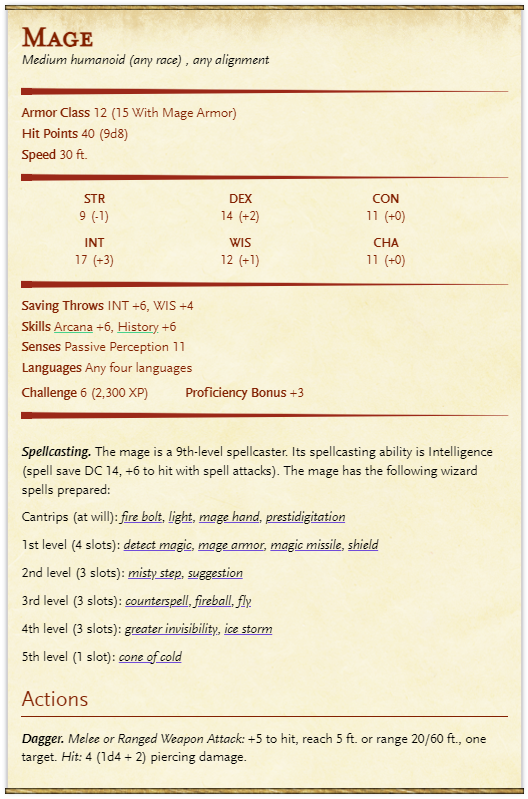 Mage
Medium humanoid (any race) , any alignment
Armor Class 12 (15 With Mage Armor)
Hit Points 40 (9d8)
Speed 30 ft.
STR DEX CON
9 (-1) 14 (+2) 11 (+0)
INT WIS CHA
17 (+3) 12 (+1) 11 (+0)
Saving Throws INT +6, WIS +4
Skills Arcana +6, History +6
Senses Passive Perception 11
Languages Any four languages
Challenge 6 (2,300 XP) Proficiency Bonus +3
Spellcasting. The mage is a 9th-level spellcaster. Its spellcasting ability is Intelligence
(spell save DC 14, +6 to hit with spell attacks). The mage has the following wizard
spells prepared:
Cantrips (at will): fire bolt, light, mage hand, prestidigitation
1st level (4 slots): detect magic, mage armor, magic missile, shield
2nd level (3 slots): misty step, suggestion
3rd level (3 slots): counterspell, fireball, fly
4th level (3 slots): greater invisibility, ice storm
5th level (1 slot): cone of cold
Actions
Dagger. Melee or Ranged Weapon Attack: +5 to hit, reach 5 ft. or range 20/60 ft., one
target. Hit: 4 (1d4 + 2) piercing damage.